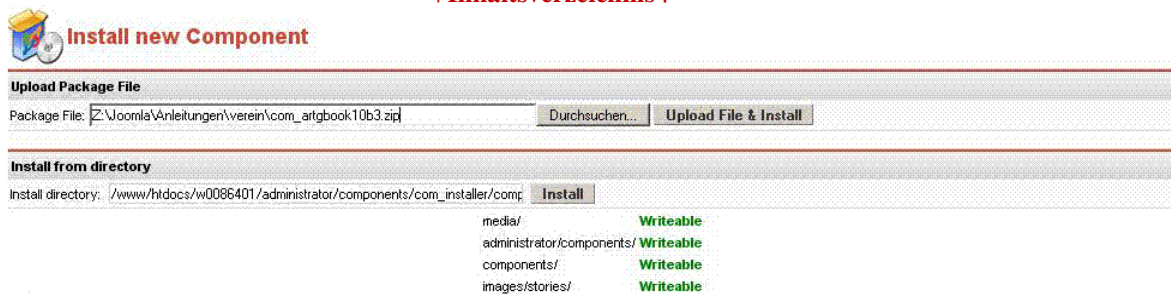 Install new Component
Upload Package File
Package File: Z:\Joomla\Anleitungen\verein\com_artgbook10b3.zip Durchsuchen... Upload File & Install
Install from directory
Install directory: /www/htdocs/w0086401/administrator/components/com_installer/comp Install
media/ Writeable
administrator/components/ Writeable
components/ Writeable
images/stories/ Writeable